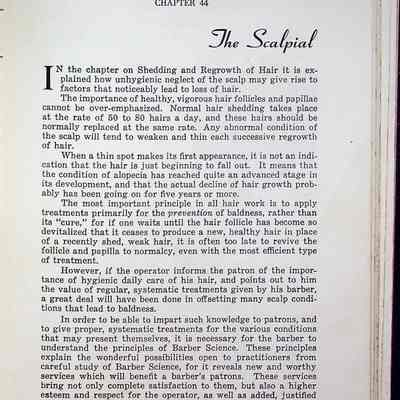 CHAPTER 44
The Scalpial
IN the chapter on Shedding and Regrowth of Hair it is ex-
plained how unhygienic neglect of the scalp may give rise to
factors that noticeably lead to loss of hair.
The importance of healthy, vigorous hair follicles and papillae
cannot be over-emphasized. Normal hair shedding takes place
at the rate of 50 to 80 hairs a day, and these hairs should be
normally replaced at the same rate. Any abnormal condition of
the scalp will tend to weaken and thin each successive regrowth
of hair.
When a thin spot makes its first appearance, it is not an indi-
cation that the hair is just beginning to fall out. It means that
the condition of alopecia has reached quite an advanced stage in
its development, and that the actual decline of hair growth prob-
ably has been going on for five years or more.
The most important principle in all hair work is to apply
treatments primarily for the prevention of baldness, rather than
its "cure," for if one waits until the hair follicle has become so
devitalized that it ceases to produce a new, healthy hair in place
of a recently shed, weak hair, it is often too late to revive the
follicle and papilla to normalcy, even with the most efficient type
of treatment.
However, if the operator informs the patron of the impor-
tance of hygienic daily care of his hair, and points out to him
the value of regular, systematic treatments given by his barber,
a great deal will have been done in offsetting many scalp condi-
tions that lead to baldness.
In order to be able to impart such knowledge to patrons, and
to give proper, systematic treatments for the various conditions
that may present themselves, it is necessary for the barber to
understand the principles of Barber Science. These principles
explain the wonderful possibilities open to practitioners from
careful study of Barber Science, for it reveals new and worthy
services which will benefit a barber's patrons. These services
bring not only complete satisfaction to them, but also a higher
esteem and respect for the operator, as well as added, justified